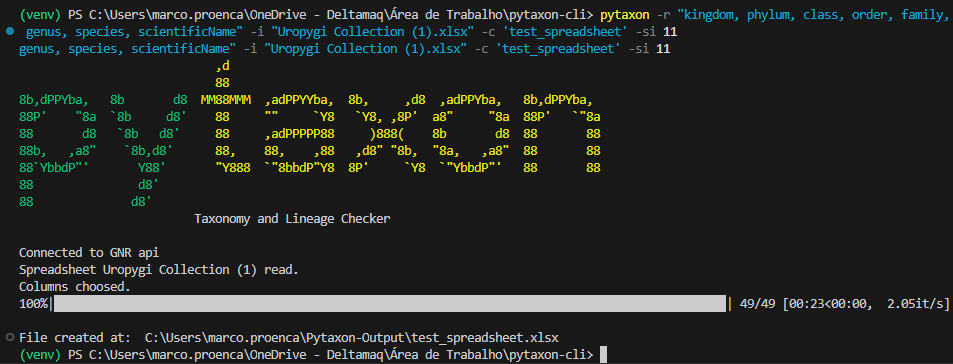 (venv) PS C:\Users\marco.proenca\OneDrive - Deltamaq\Área de Trabalho\pytaxon-cli> pytaxon -r "kingdom, phylum, class, order, family,
genus, species, scientificName" -i "Uropygi Collection (1).xlsx" -c 'test_spreadsheet' -si 11
genus, species, scientificName" -i "Uropygi Collection (1).xlsx" -c 'test_spreadsheet' -si 11
,d
88
8b,dPPYba, 8b d8 MM88MMM ,adPPYYba, 8b, ,d8 ,adPPYba, 8b,dPPYba,
88P' "8a `8b d8' 88 "" `Y8 `Y8, ,8P' a8" "8a 88P' `"8a
88 d8 `8b d8' 88 ,adPPPPP88 )888( 8b d8 88 88
88b, ,a8" `8b,d8' 88, 88, ,88 ,d8" "8b, "8a, ,a8" 88 88
88`YbbdP"' Y88' "Y888 `"8bbdP"Y8 8P' `Y8 `"YbbdP"' 88 88
88 d8'
88 d8'
Taxonomy and Lineage Checker
Connected to GNR api
Spreadsheet Uropygi Collection (1) read.
Columns choosed.
100%| | 49/49 [00:23<00:00, 2.05it/s]
File created at: C:\Users\marco.proenca\Pytaxon-Output\test_spreadsheet.xlsx
(venv) PS C:\Users\marco.proenca\OneDrive - Deltamaq\Área de Trabalho\pytaxon-cli>